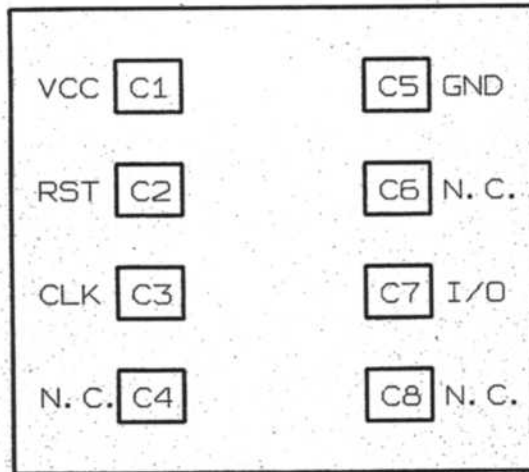 VCC C1 C5 GND
RST C2 C6 N.C.
CLK C3 C7 I/O
N.C. C4 C8 N.C.